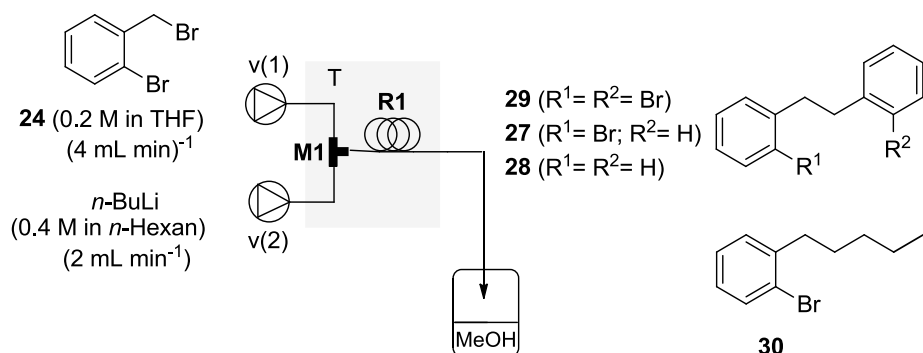 Br
Br
24 (0.2 M in THF)
(4 mL min)-1
n-BuLi
(0.4 M in n-Hexan)
(2 mL min-1)
v(1)
T
R1
M1
v(2)
MeOH
29 (R1= R2= Br)
27 (R1= Br; R2= H)
28 (R1= R2= H)
R2
R1
Br
30